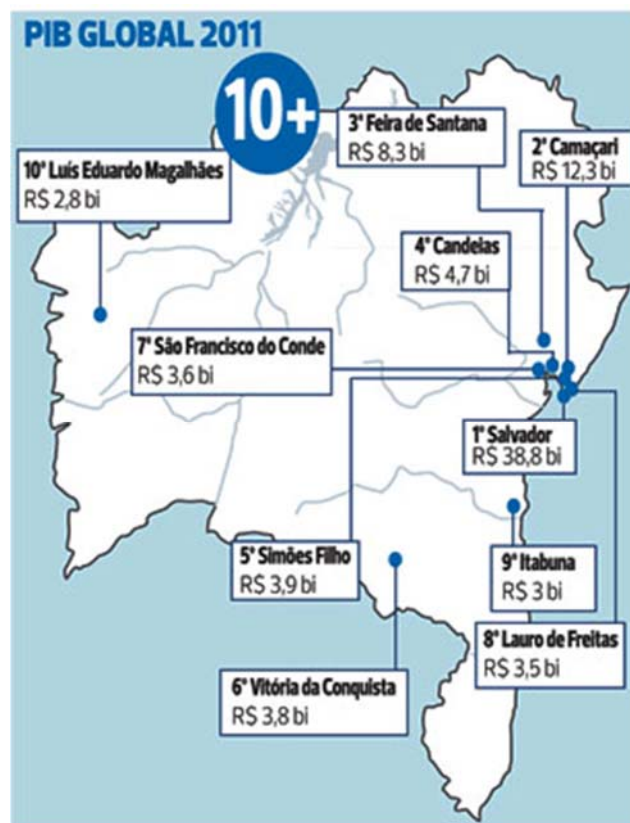 PIB GLOBAL 2011
10+
3º Feira de Santana
R$ 8,3 bi
2º Camaçari
R$ 12,3 bi
10º Luís Eduardo Magalhães
R$ 2,8 bi
4º Candeias
R$ 4,7 bi
7º São Francisco do Conde
R$ 3,6 bi
1º Salvador
R$ 38,8 bi
5º Simões Filho
R$ 3,9 bi
9º Itabuna
R$ 3 bi
8º Lauro de Freitas
R$ 3,5 bi
6º Vitória da Conquista
R$ 3,8 bi